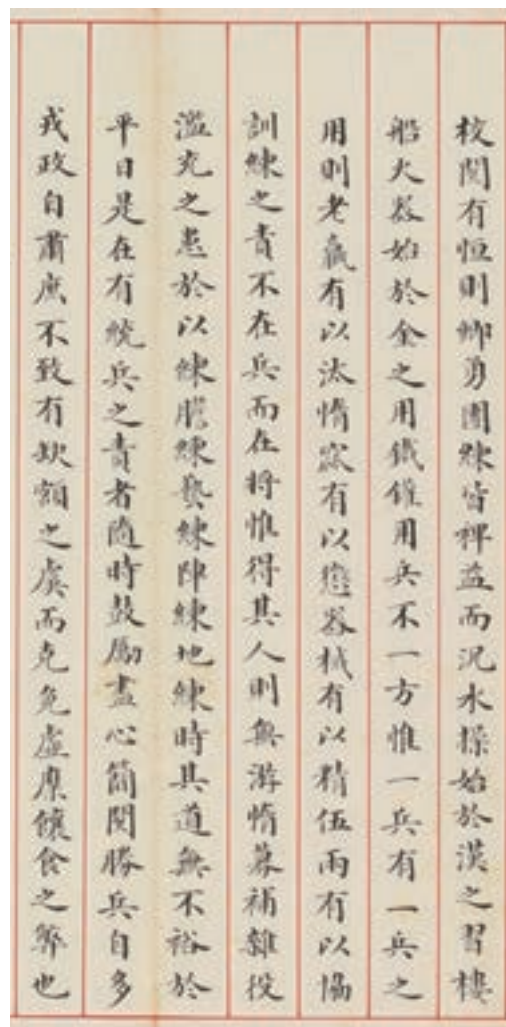 校閱有恒則鄉勇團練皆裨益而況水操始於漢之習樓
船火器始於金之用鐵鑵用兵不一方惟一兵有一兵之
用則老羸有以汰惰窳有以懲器械有以精伍兩有以協
訓練之責不在兵而在將惟得其人則無游惰募補雜役
濫充之患於以練膽練藝練陣練地練時其道無不裕於
平日是在有統兵之責者隨時鼓勵盡心簡閱勝兵自多
戎政自肅庶不致有缺額之虞而克免虛糜饟食之弊也